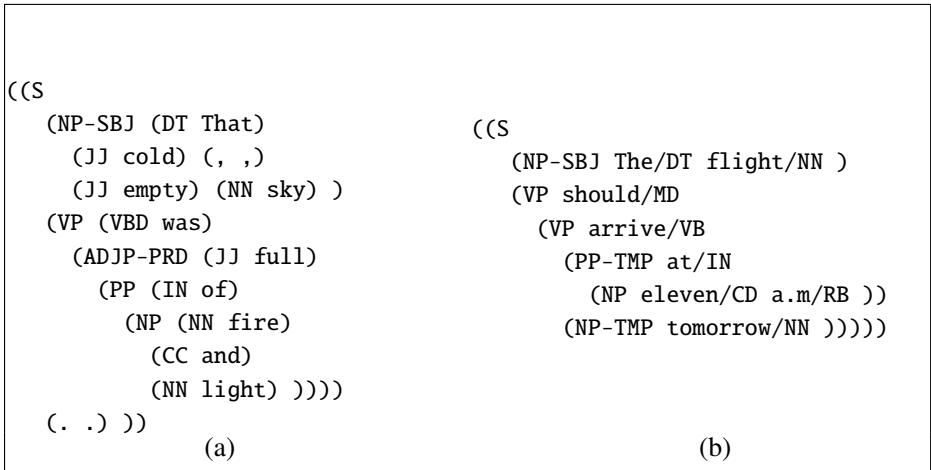 ((S
(NP-SBJ (DT That)
(JJ cold) (, ,)
(JJ empty) (NN sky) )
(VP (VBD was)
(ADJP-PRD (JJ full)
(PP (IN of)
(NP (NN fire)
(CC and)
(NN light) ))))
(. .) ))
(a)
((S
(NP-SBJ The/DT flight/NN )
(VP should/MD
(VP arrive/VB
(PP-TMP at/IN
(NP eleven/CD a.m/RB ))
(NP-TMP tomorrow/NN )))))
(b)